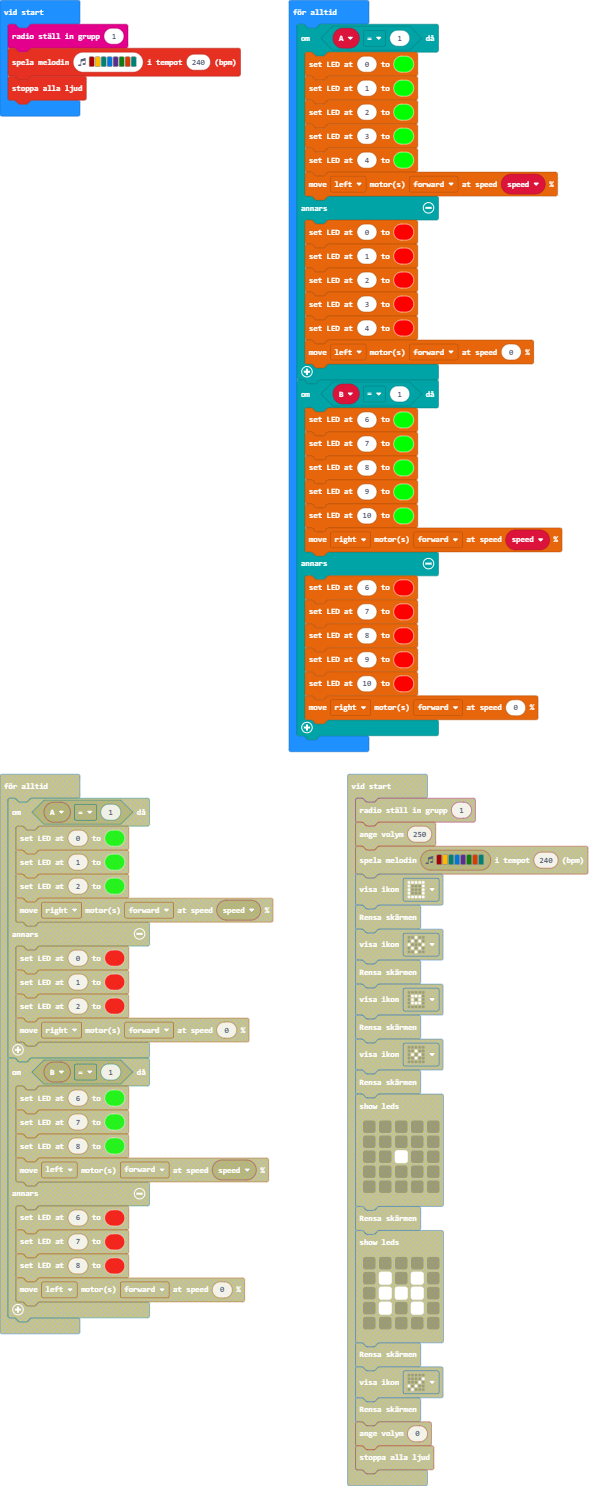 vid start
radio ställ in grupp 1
spela melodin i tempot 240 (bpm)
stoppa alla ljud
för alltid
om A = 1 då
set LED at 0 to
set LED at 1 to
set LED at 2 to
set LED at 3 to
set LED at 4 to
move left motor(s) forward at speed speed %
annars
set LED at 0 to
set LED at 1 to
set LED at 2 to
set LED at 3 to
set LED at 4 to
move left motor(s) forward at speed 0 %
om B = 1 då
set LED at 6 to
set LED at 7 to
set LED at 8 to
set LED at 9 to
set LED at 10 to
move right motor(s) forward at speed speed %
annars
set LED at 6 to
set LED at 7 to
set LED at 8 to
set LED at 9 to
set LED at 10 to
move right motor(s) forward at speed 0 %
för alltid
om A = 1 då
set LED at 0 to
set LED at 1 to
set LED at 2 to
move right motor(s) forward at speed speed %
annars
set LED at 0 to
set LED at 1 to
set LED at 2 to
move right motor(s) forward at speed 0 %
om B = 1 då
set LED at 6 to
set LED at 7 to
set LED at 8 to
move left motor(s) forward at speed speed %
annars
set LED at 6 to
set LED at 7 to
set LED at 8 to
move left motor(s) forward at speed 0 %
vid start
radio ställ in grupp 1
ange volym 250
spela melodin i tempot 240 (bpm)
visa ikon
Rensa skärmen
visa ikon
Rensa skärmen
visa ikon
Rensa skärmen
visa ikon
Rensa skärmen
show leds
Rensa skärmen
show leds
Rensa skärmen
visa ikon
Rensa skärmen
ange volym 0
stoppa alla ljud